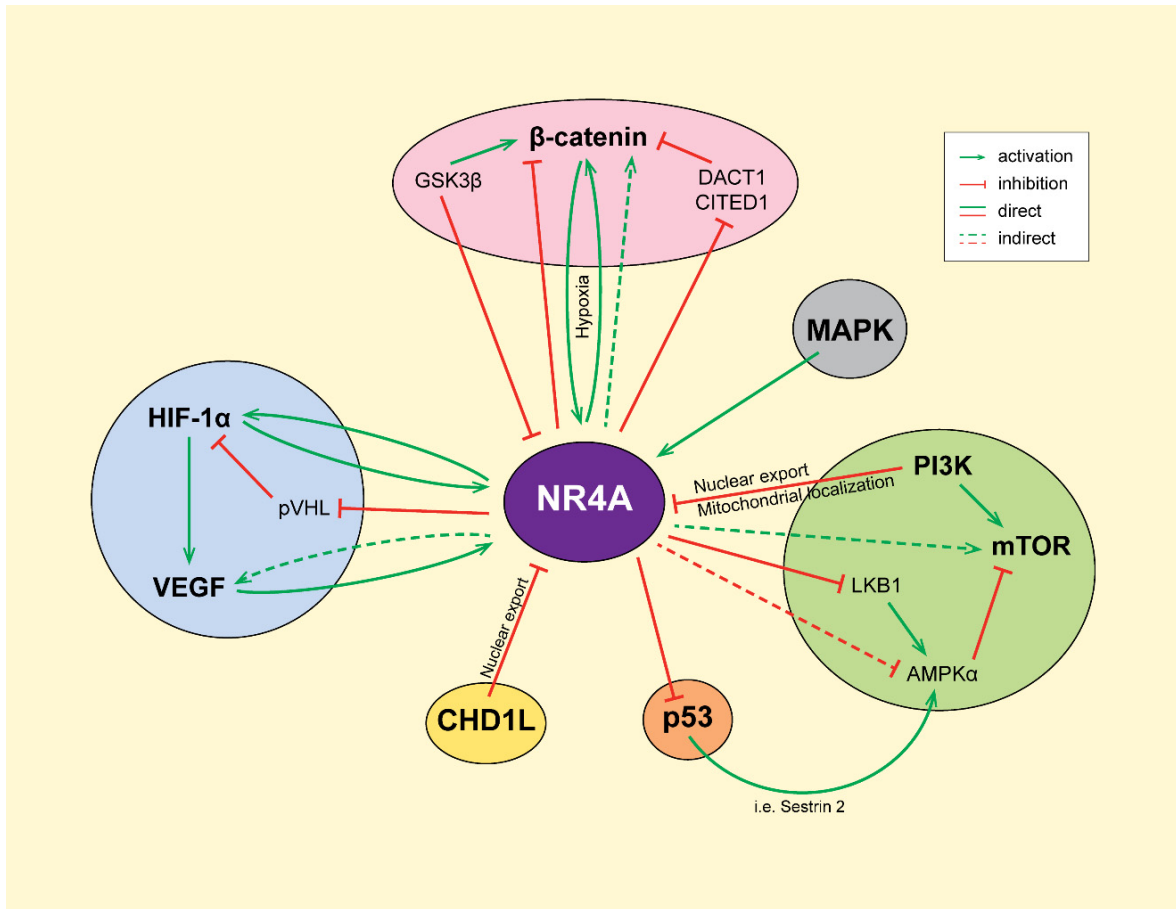 β-catenin
GSK3β
DACT1
CITED1
activation
inhibition
direct
indirect
Hypoxia
MAPK
HIF-1α
pVHL
VEGF
NR4A
Nuclear export
Mitochondrial localization
PI3K
mTOR
LKB1
AMPKα
Nuclear export
CHD1L
p53
i.e. Sestrin 2